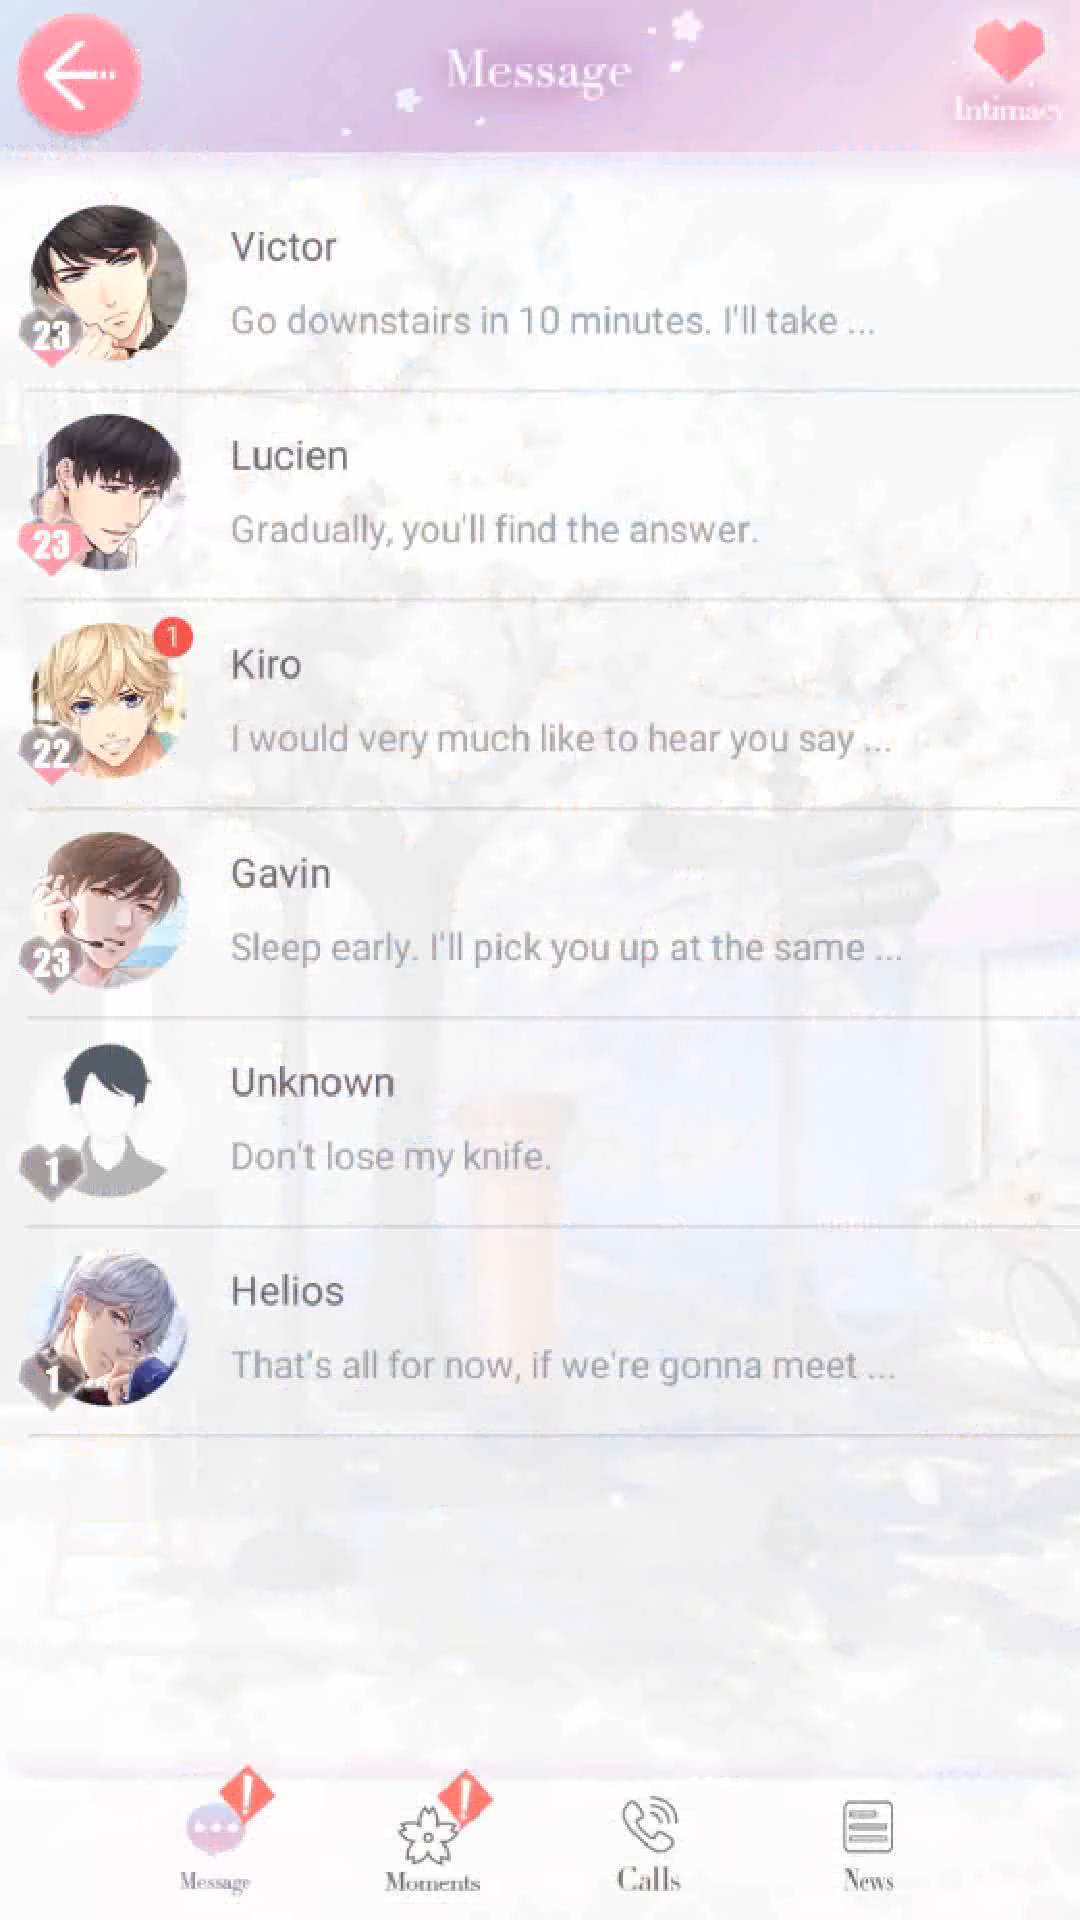 Message
Intimacy
Victor
Go downstairs in 10 minutes. I'll take ...
23
Lucien
Gradually, you'll find the answer.
23
1
Kiro
I would very much like to hear you say ...
22
Gavin
Sleep early. I'll pick you up at the same ...
23
Unknown
Don't lose my knife.
1
Helios
That's all for now, if we're gonna meet ...
1
Message
Moments
Calls
News